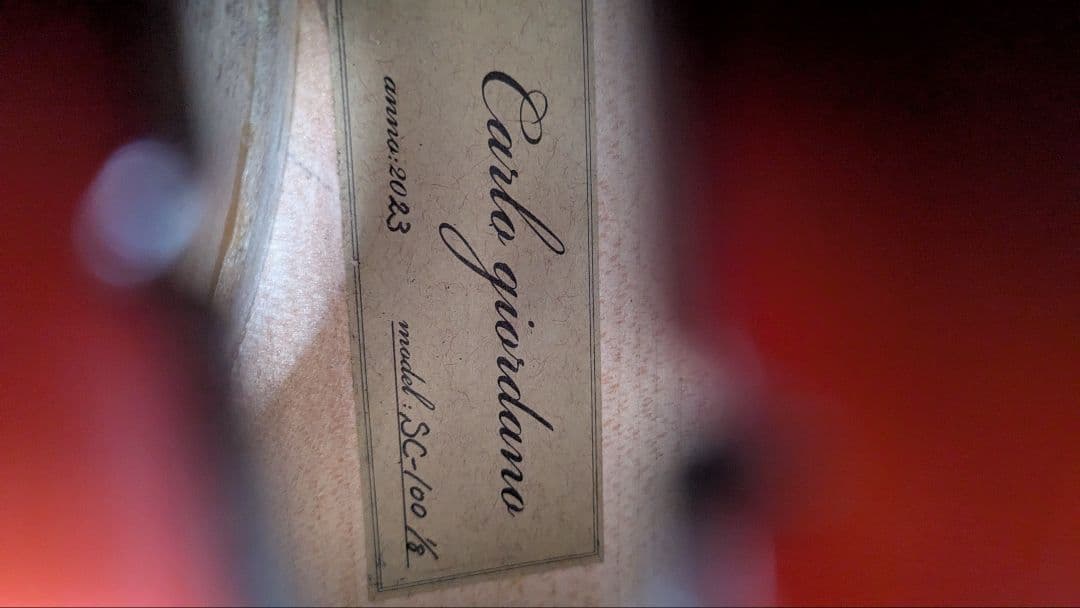 Carlo giordano
anno:2023 model:SC-100 1/8